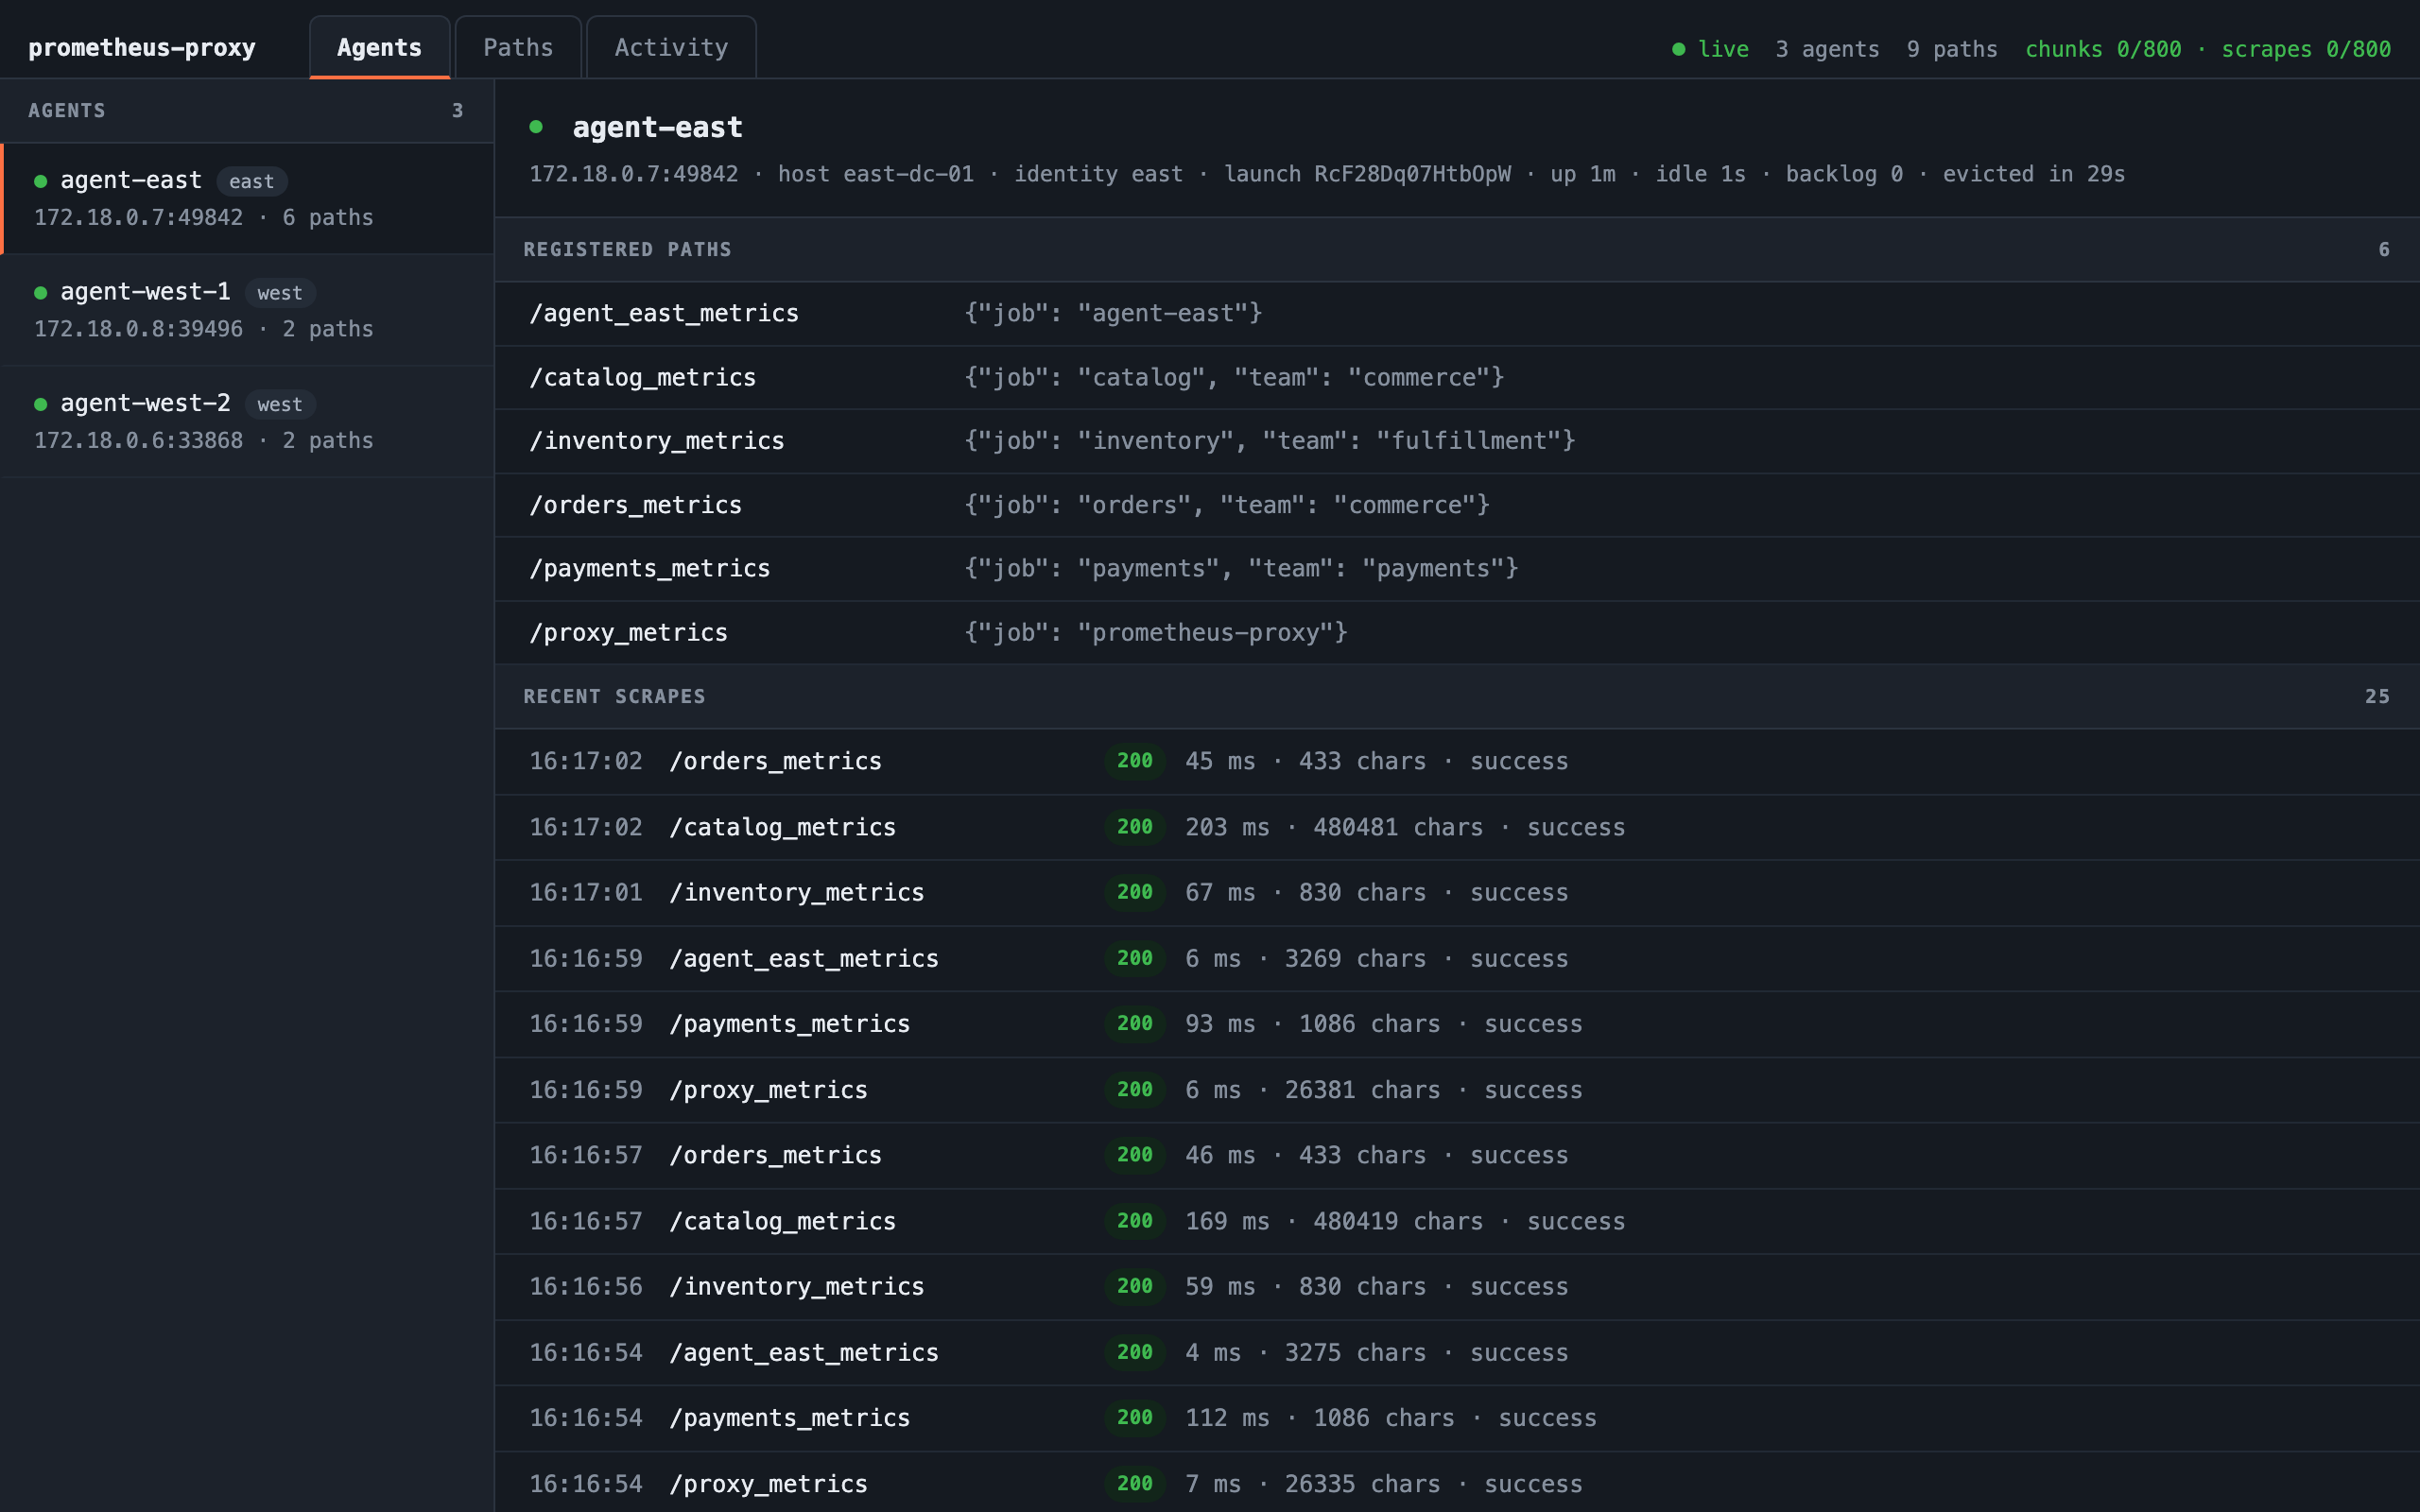 prometheus-proxy Agents Paths Activity live 3 agents 9 paths chunks 0/800 · scrapes 0/800
AGENTS 3
agent-east east
172.18.0.7:49842 · 6 paths
agent-west-1 west
172.18.0.8:39496 · 2 paths
agent-west-2 west
172.18.0.6:33868 · 2 paths
agent-east
172.18.0.7:49842 · host east-dc-01 · identity east · launch RcF28Dq07HtbOpW · up 1m · idle 1s · backlog 0 · evicted in 29s
REGISTERED PATHS 6
/agent_east_metrics {"job": "agent-east"}
/catalog_metrics {"job": "catalog", "team": "commerce"}
/inventory_metrics {"job": "inventory", "team": "fulfillment"}
/orders_metrics {"job": "orders", "team": "commerce"}
/payments_metrics {"job": "payments", "team": "payments"}
/proxy_metrics {"job": "prometheus-proxy"}
RECENT SCRAPES 25
16:17:02 /orders_metrics 200 45 ms · 433 chars · success
16:17:02 /catalog_metrics 200 203 ms · 480481 chars · success
16:17:01 /inventory_metrics 200 67 ms · 830 chars · success
16:16:59 /agent_east_metrics 200 6 ms · 3269 chars · success
16:16:59 /payments_metrics 200 93 ms · 1086 chars · success
16:16:59 /proxy_metrics 200 6 ms · 26381 chars · success
16:16:57 /orders_metrics 200 46 ms · 433 chars · success
16:16:57 /catalog_metrics 200 169 ms · 480419 chars · success
16:16:56 /inventory_metrics 200 59 ms · 830 chars · success
16:16:54 /agent_east_metrics 200 4 ms · 3275 chars · success
16:16:54 /payments_metrics 200 112 ms · 1086 chars · success
16:16:54 /proxy_metrics 200 7 ms · 26335 chars · success